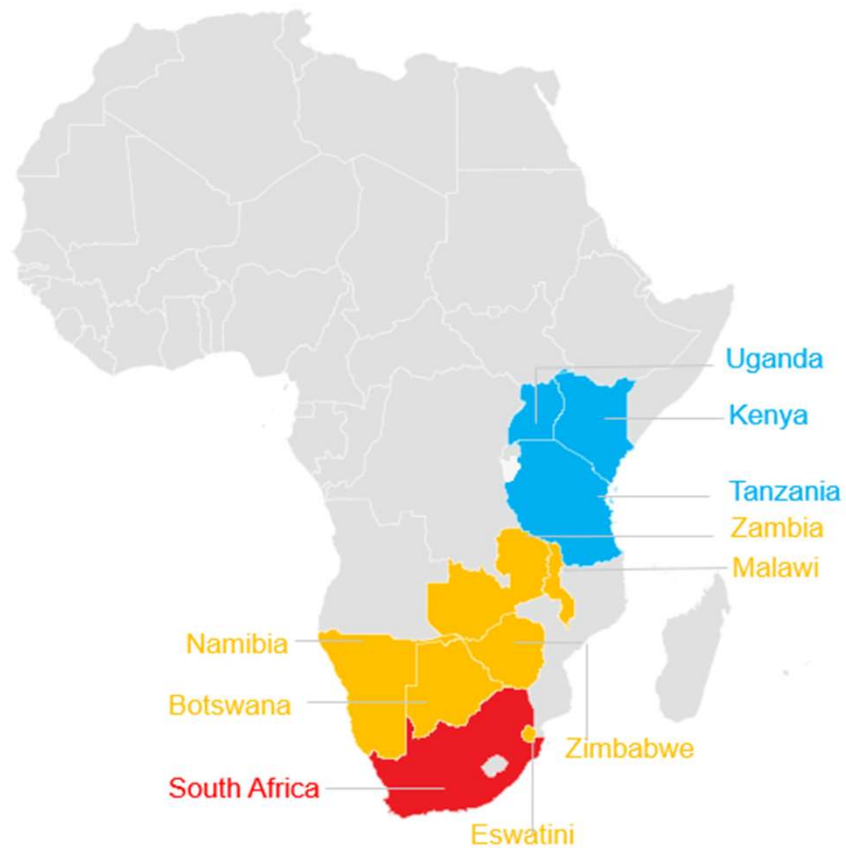 Uganda
Kenya
Tanzania
Zambia
Malawi
Namibia
Botswana
Zimbabwe
South Africa
Eswatini